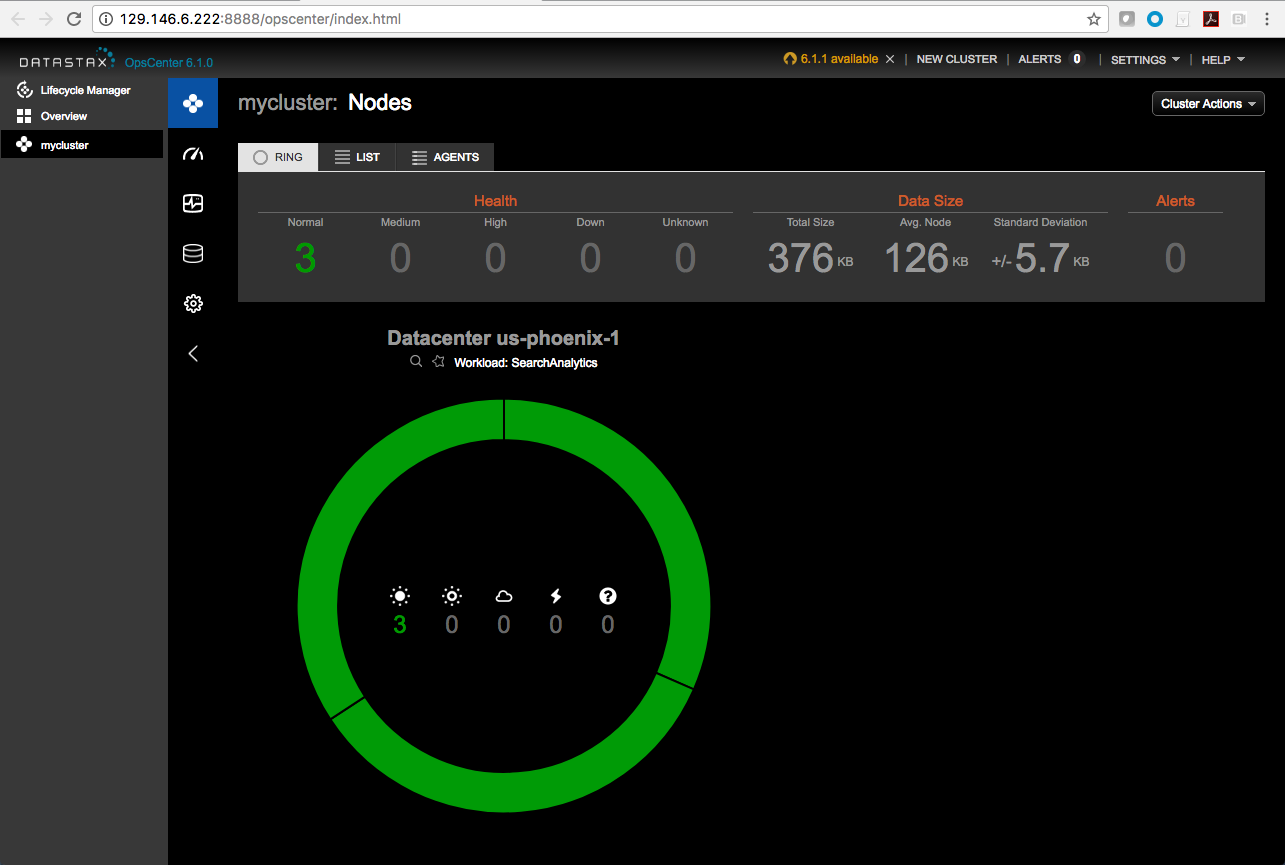 129.146.6.222:8888/opscenter/index.html
DATASTAX OpsCenter 6.1.0
6.1.1 available × | NEW CLUSTER | ALERTS 0 | SETTINGS | HELP
Lifecycle Manager
Overview
mycluster
mycluster: Nodes
Cluster Actions
RING LIST AGENTS
Health Data Size Alerts
Normal Medium High Down Unknown Total Size Avg. Node Standard Deviation
3 0 0 0 0 376 KB 126 KB +/- 5.7 KB 0
Datacenter us-phoenix-1
Workload: SearchAnalytics
3 0 0 0 0